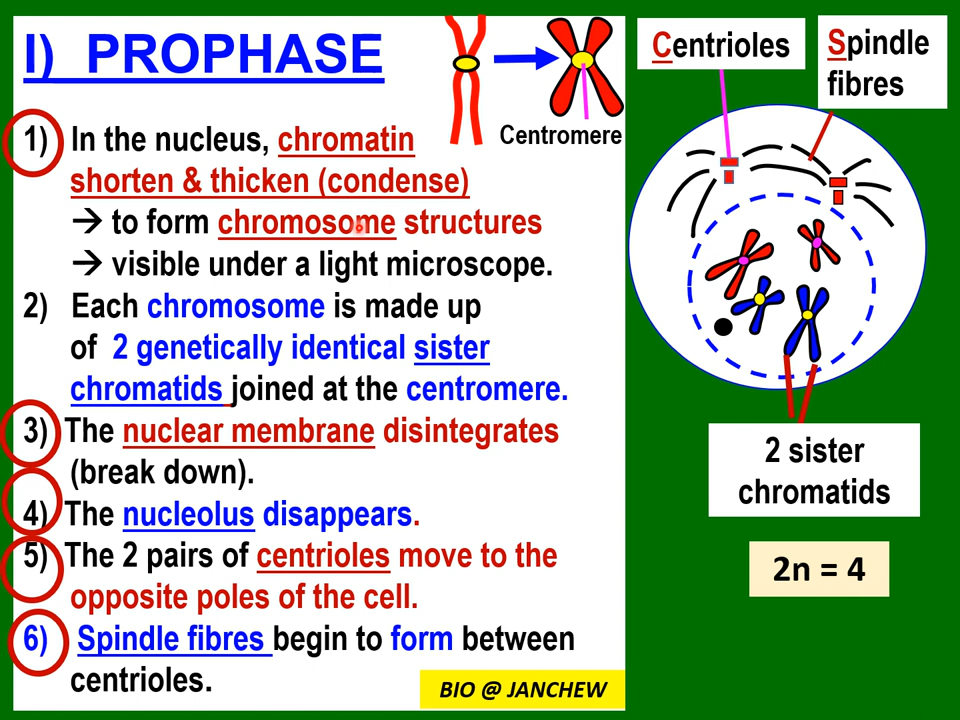 I) PROPHASE
Centromere
1) In the nucleus, chromatin
shorten & thicken (condense)
→ to form chromosome structures
→ visible under a light microscope.
2) Each chromosome is made up
of 2 genetically identical sister
chromatids joined at the centromere.
3) The nuclear membrane disintegrates
(break down).
4) The nucleolus disappears.
5) The 2 pairs of centrioles move to the
opposite poles of the cell.
6) Spindle fibres begin to form between
centrioles.
BIO @ JANCHEW
Centrioles
Spindle
fibres
2 sister
chromatids
2n = 4